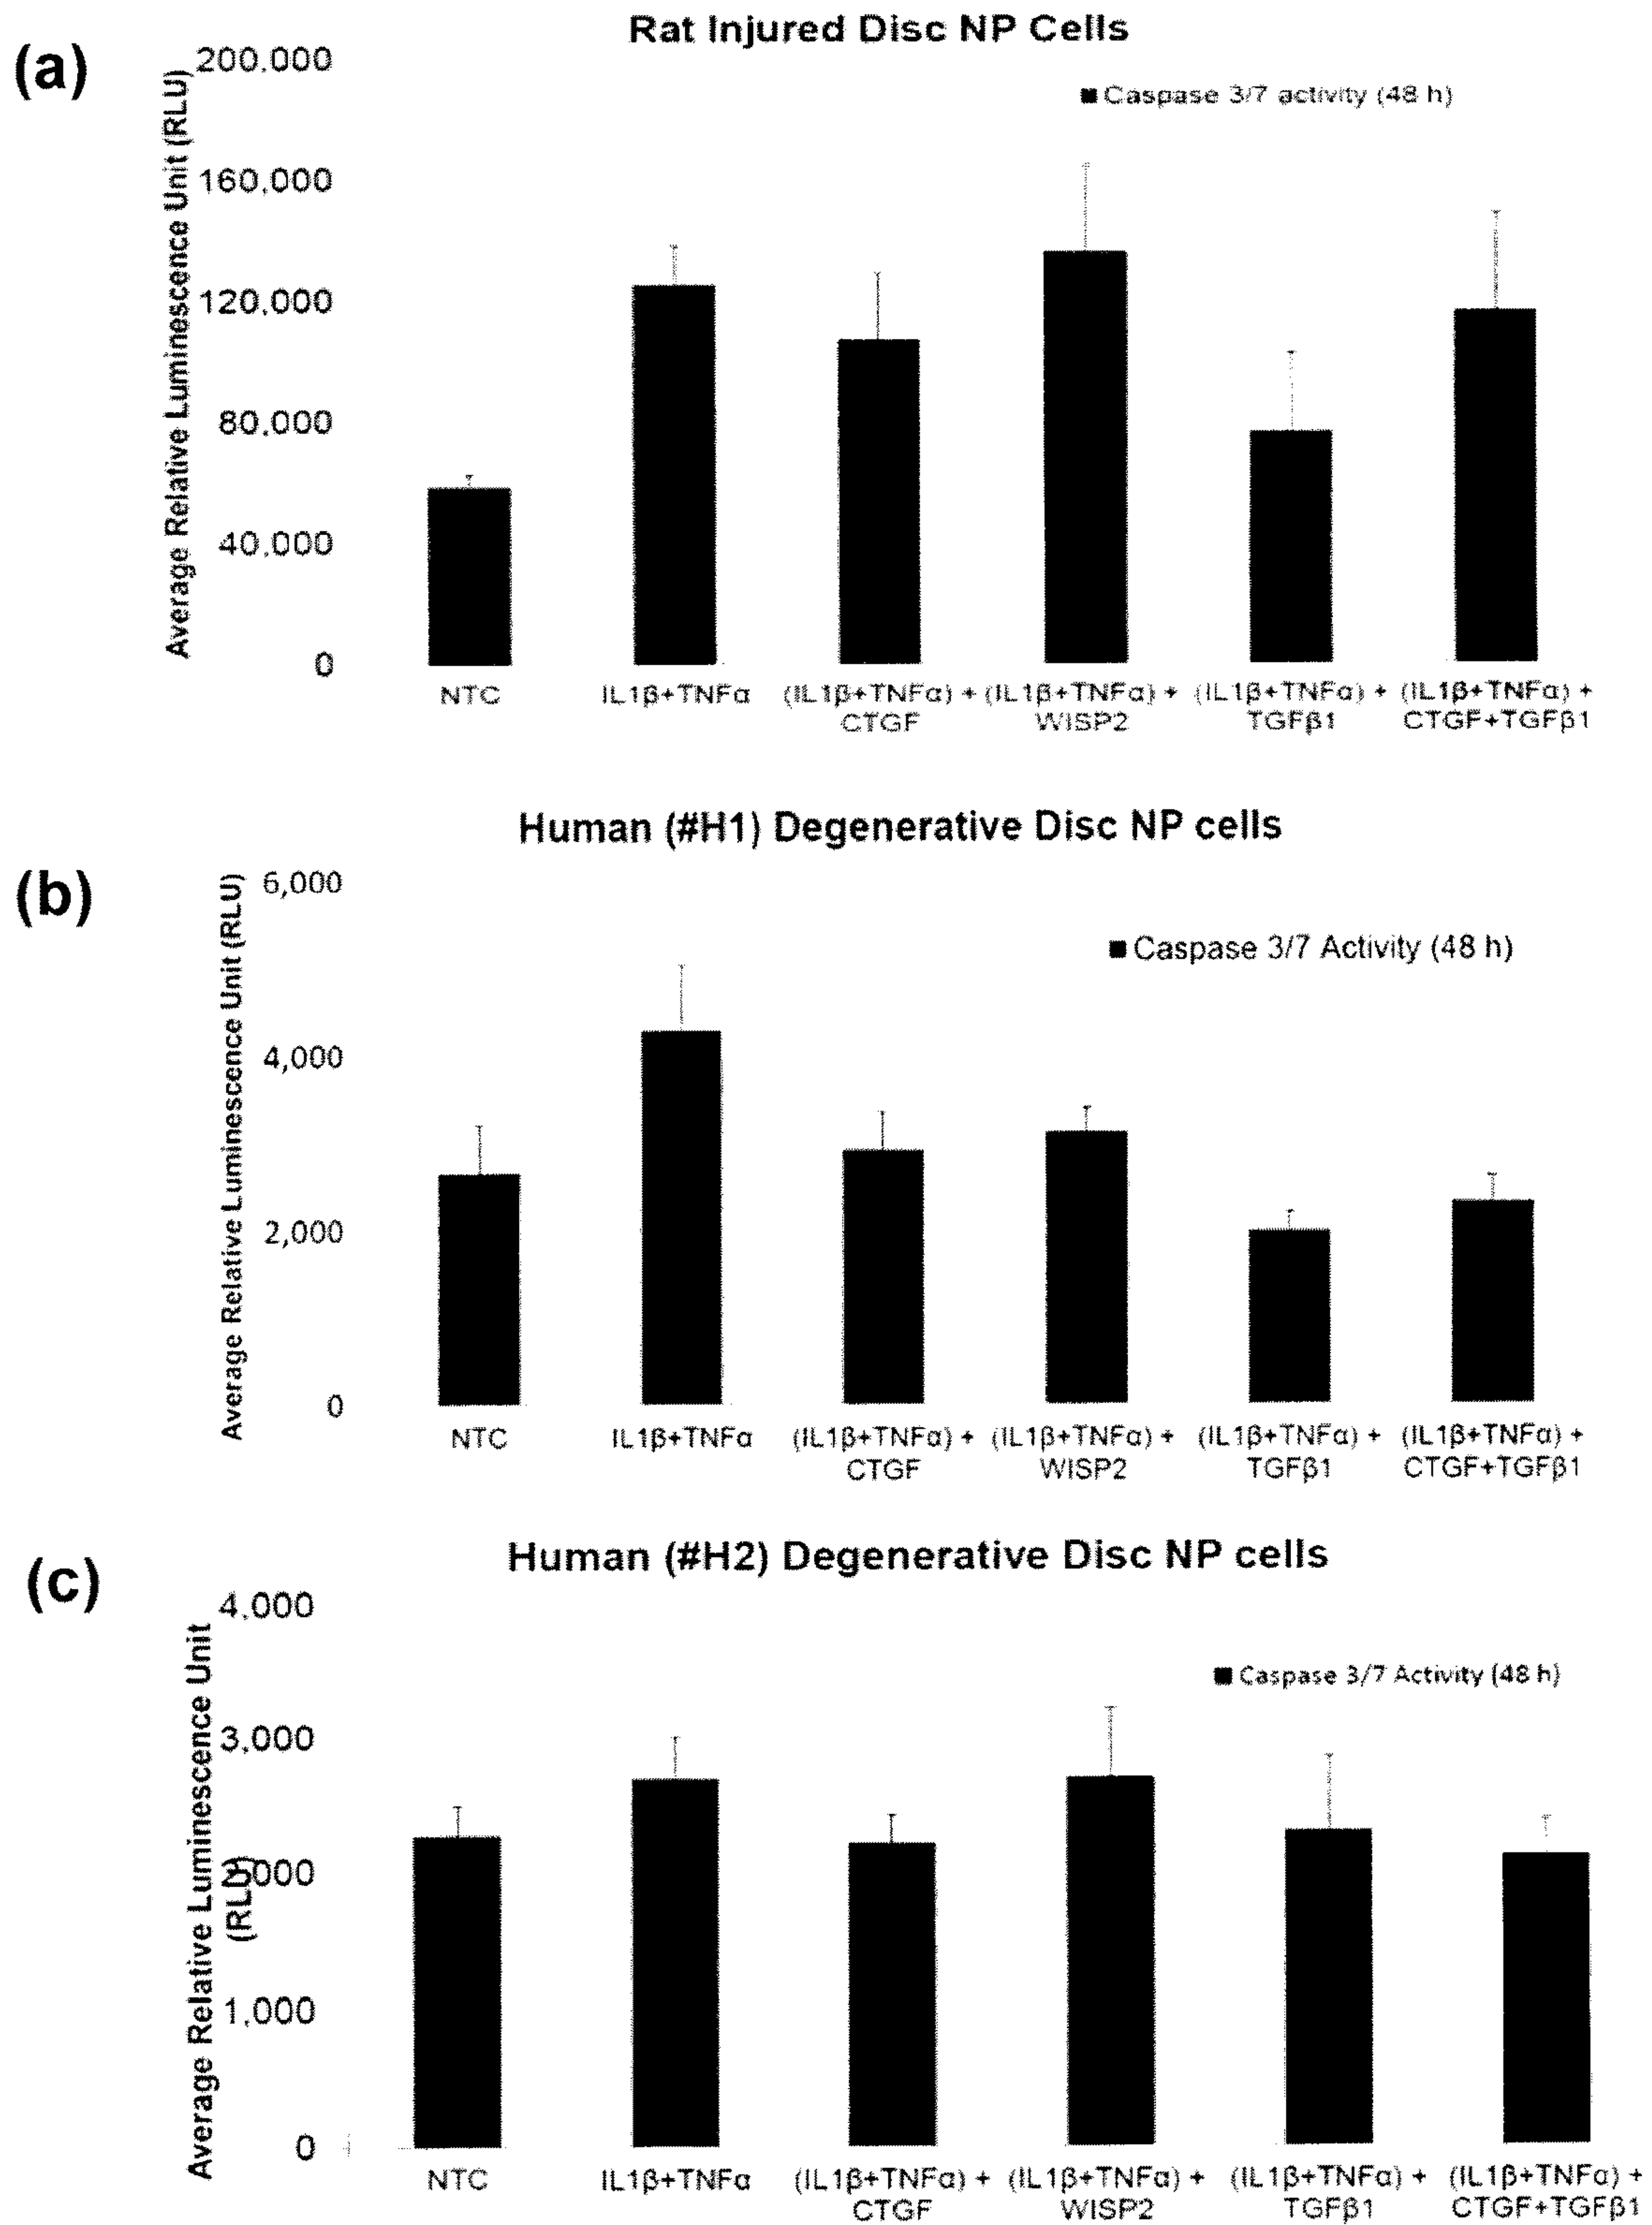 Rat Injured Disc NP Cells
(a)
Average Relative Luminescence Unit (RLU)
200,000
160,000
120,000
80,000
40,000
0
Caspase 3/7 activity (48 h)
NTC
IL1β+TNFα
(IL1β+TNFα) +
CTGF
(IL1β+TNFα) +
WISP2
(IL1β+TNFα) +
TGFβ1
(IL1β+TNFα) +
CTGF+TGFβ1
Human (#H1) Degenerative Disc NP cells
(b)
Average Relative Luminescence Unit (RLU)
6,000
4,000
2,000
0
Caspase 3/7 Activity (48 h)
NTC
IL1β+TNFα
(IL1β+TNFα) +
CTGF
(IL1β+TNFα) +
WISP2
(IL1β+TNFα) +
TGFβ1
(IL1β+TNFα) +
CTGF+TGFβ1
Human (#H2) Degenerative Disc NP cells
(c)
Average Relative Luminescence Unit
(RLU)
4,000
3,000
2,000
1,000
0
Caspase 3/7 Activity (48 h)
NTC
IL1β+TNFα
(IL1β+TNFα) +
CTGF
(IL1β+TNFα) +
WISP2
(IL1β+TNFα) +
TGFβ1
(IL1β+TNFα) +
CTGF+TGFβ1